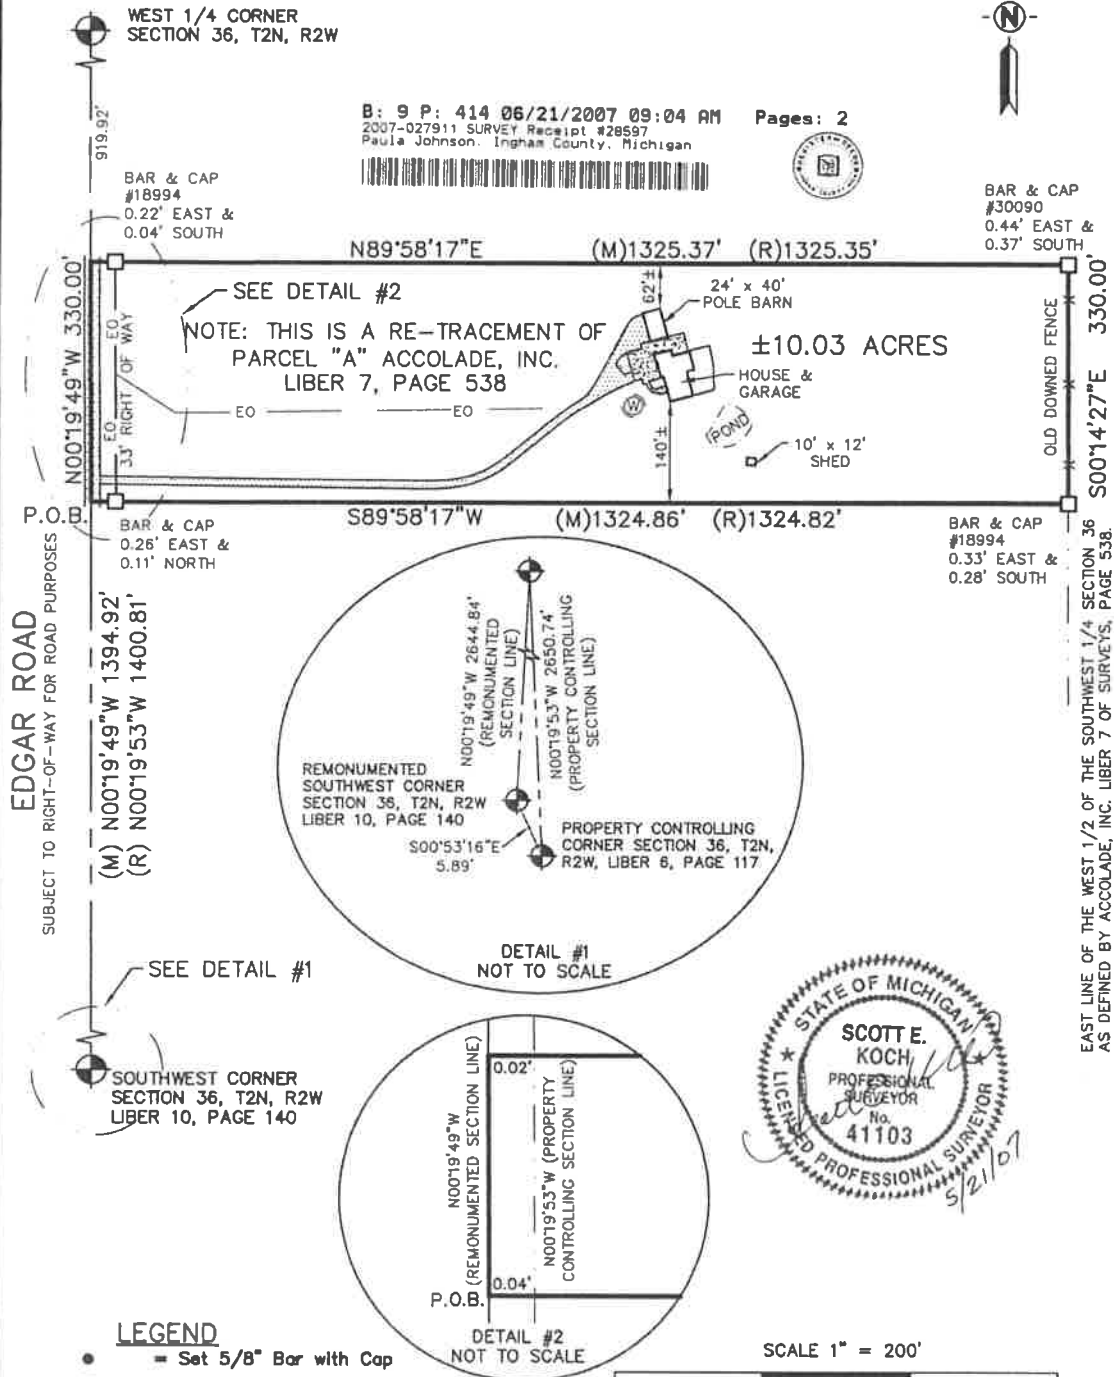 WEST 1/4 CORNER
SECTION 36, T2N, R2W
-N-
919.92'
B: 9 P: 414 06/21/2007 09:04 AM Pages: 2
2007-027911 SURVEY Receipt #28597
Paula Johnson. Ingham County. Michigan
BAR & CAP
#18994
0.22' EAST &
0.04' SOUTH
BAR & CAP
#30090
0.44' EAST &
0.37' SOUTH
N89°58'17"E (M)1325.37' (R)1325.35'
N00°19'49"W 330.00'
EO EO
33' RIGHT OF WAY
SEE DETAIL #2
NOTE: THIS IS A RE-TRACEMENT OF
PARCEL "A" ACCOLADE, INC.
LIBER 7, PAGE 538
EO EO
62'±
24' x 40'
POLE BARN
±10.03 ACRES
HOUSE &
GARAGE
W
POND
140'±
10' x 12'
SHED
OLD DOWNED FENCE
S00°14'27"E 330.00'
P.O.B.
S89°58'17"W (M)1324.86' (R)1324.82'
BAR & CAP
0.26' EAST &
0.11' NORTH
BAR & CAP
#18994
0.33' EAST &
0.28' SOUTH
EDGAR ROAD
SUBJECT TO RIGHT-OF-WAY FOR ROAD PURPOSES
(M) N00°19'49"W 1394.92'
(R) N00°19'53"W 1400.81'
EAST LINE OF THE WEST 1/2 OF THE SOUTHWEST 1/4 SECTION 36
AS DEFINED BY ACCOLADE, INC. LIBER 7 OF SURVEYS, PAGE 538.
N00°19'49"W 2644.84'
(REMONUMENTED
SECTION LINE)
N00°19'53"W 2650.74'
(PROPERTY CONTROLLING
SECTION LINE)
REMONUMENTED
SOUTHWEST CORNER
SECTION 36, T2N, R2W
LIBER 10, PAGE 140
S00°53'16"E
5.89'
PROPERTY CONTROLLING
CORNER SECTION 36, T2N,
R2W, LIBER 6, PAGE 117
DETAIL #1
NOT TO SCALE
SEE DETAIL #1
SOUTHWEST CORNER
SECTION 36, T2N, R2W
LIBER 10, PAGE 140
STATE OF MICHIGAN
SCOTT E.
KOCH
PROFESSIONAL
SURVEYOR
No.
41103
LICENSED PROFESSIONAL SURVEYOR
5/21/07
N00°19'49"W
(REMONUMENTED SECTION LINE)
0.02'
N00°19'53"W (PROPERTY
CONTROLLING SECTION LINE)
0.04'
P.O.B.
DETAIL #2
NOT TO SCALE
LEGEND
= Set 5/8" Bar with Cap
SCALE 1" = 200'